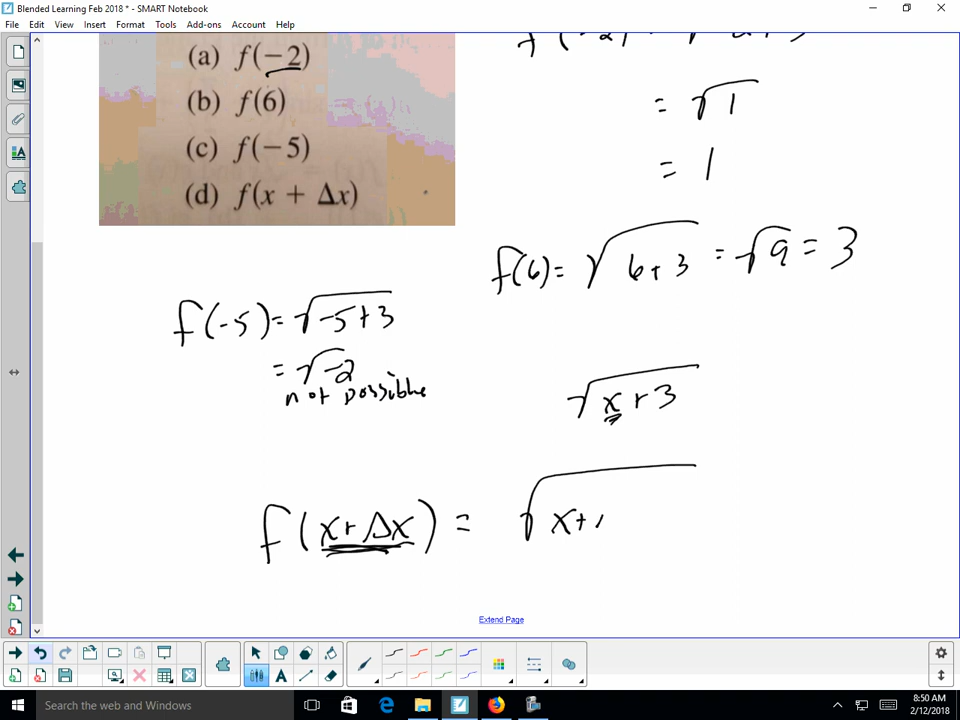 Blended Learning Feb 2018 * - SMART Notebook
File Edit View Insert Format Tools Add-ons Account Help
(a) f(−2)
(b) f(6)
(c) f(−5)
(d) f(x + Δx)
= √1
= 1
f(6) = √6+3 = √9 = 3
f(-5) = √-5+3
= √-2
not possible
√x+3
f(x+Δx) = √x+
Extend Page
Search the web and Windows
8:50 AM
2/12/2018